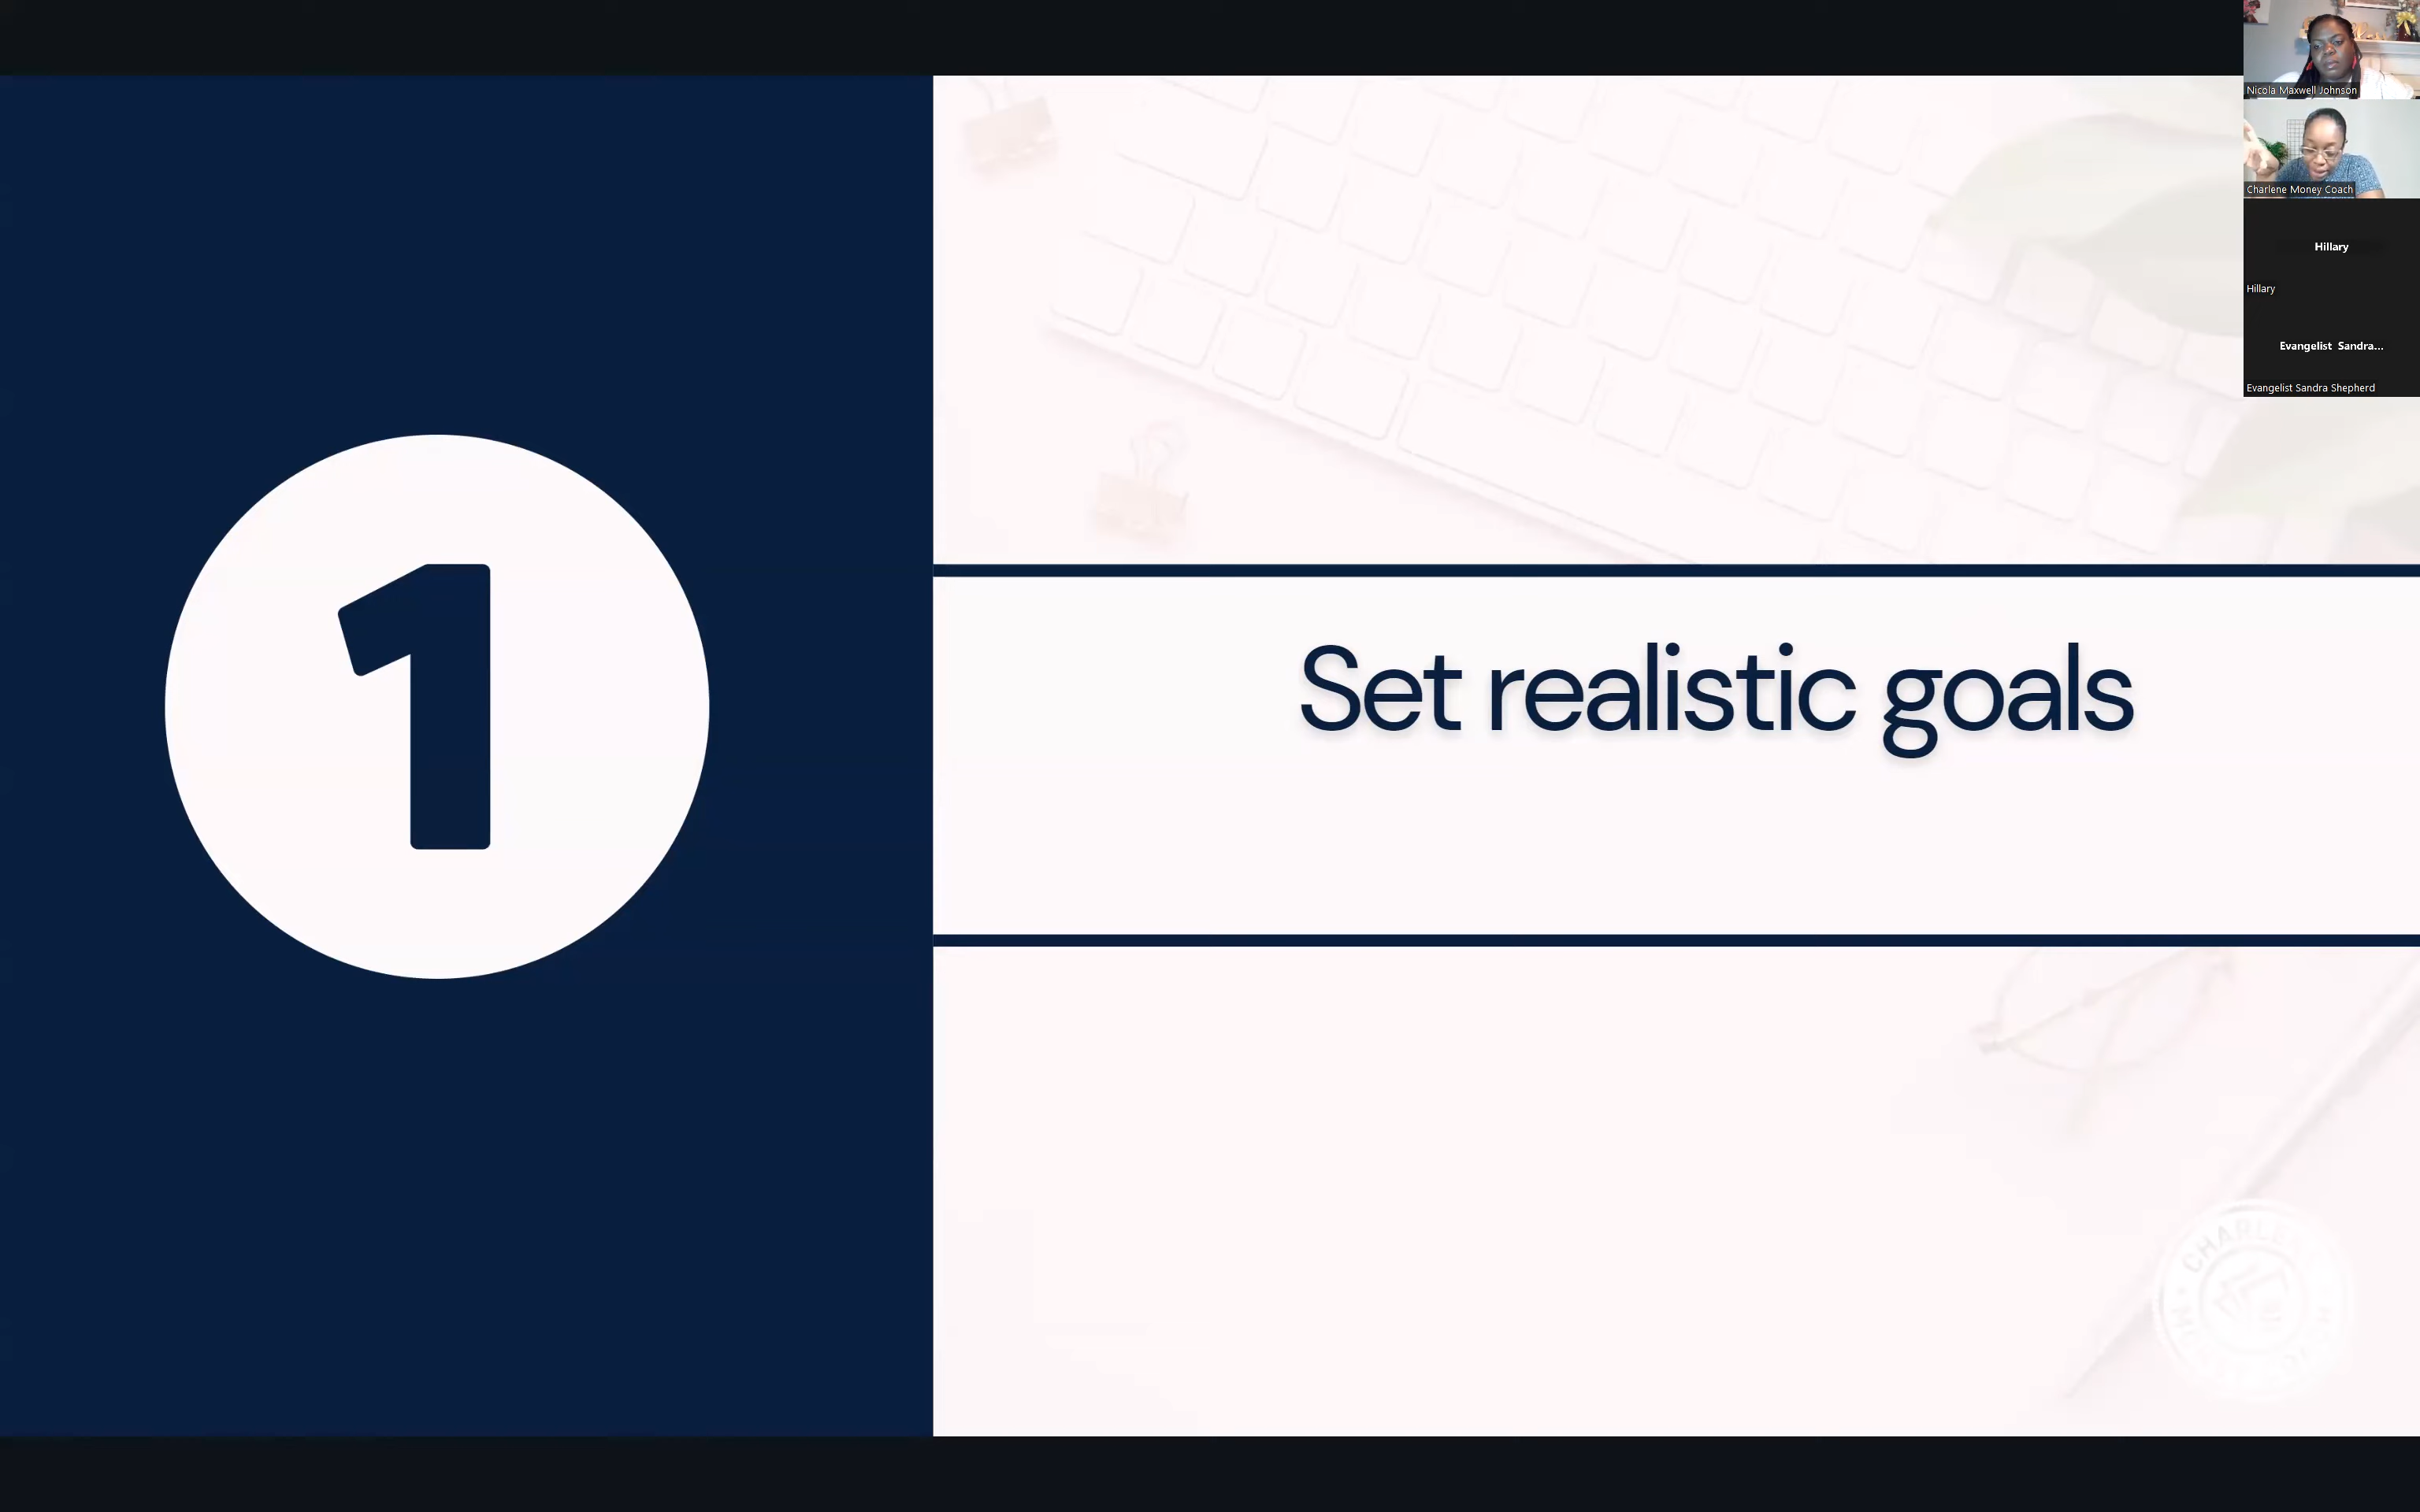 1
Set realistic goals
Nicola Maxwell Johnson
Charlene Money Coach
Hillary
Hillary
Evangelist Sandra...
Evangelist Sandra Shepherd